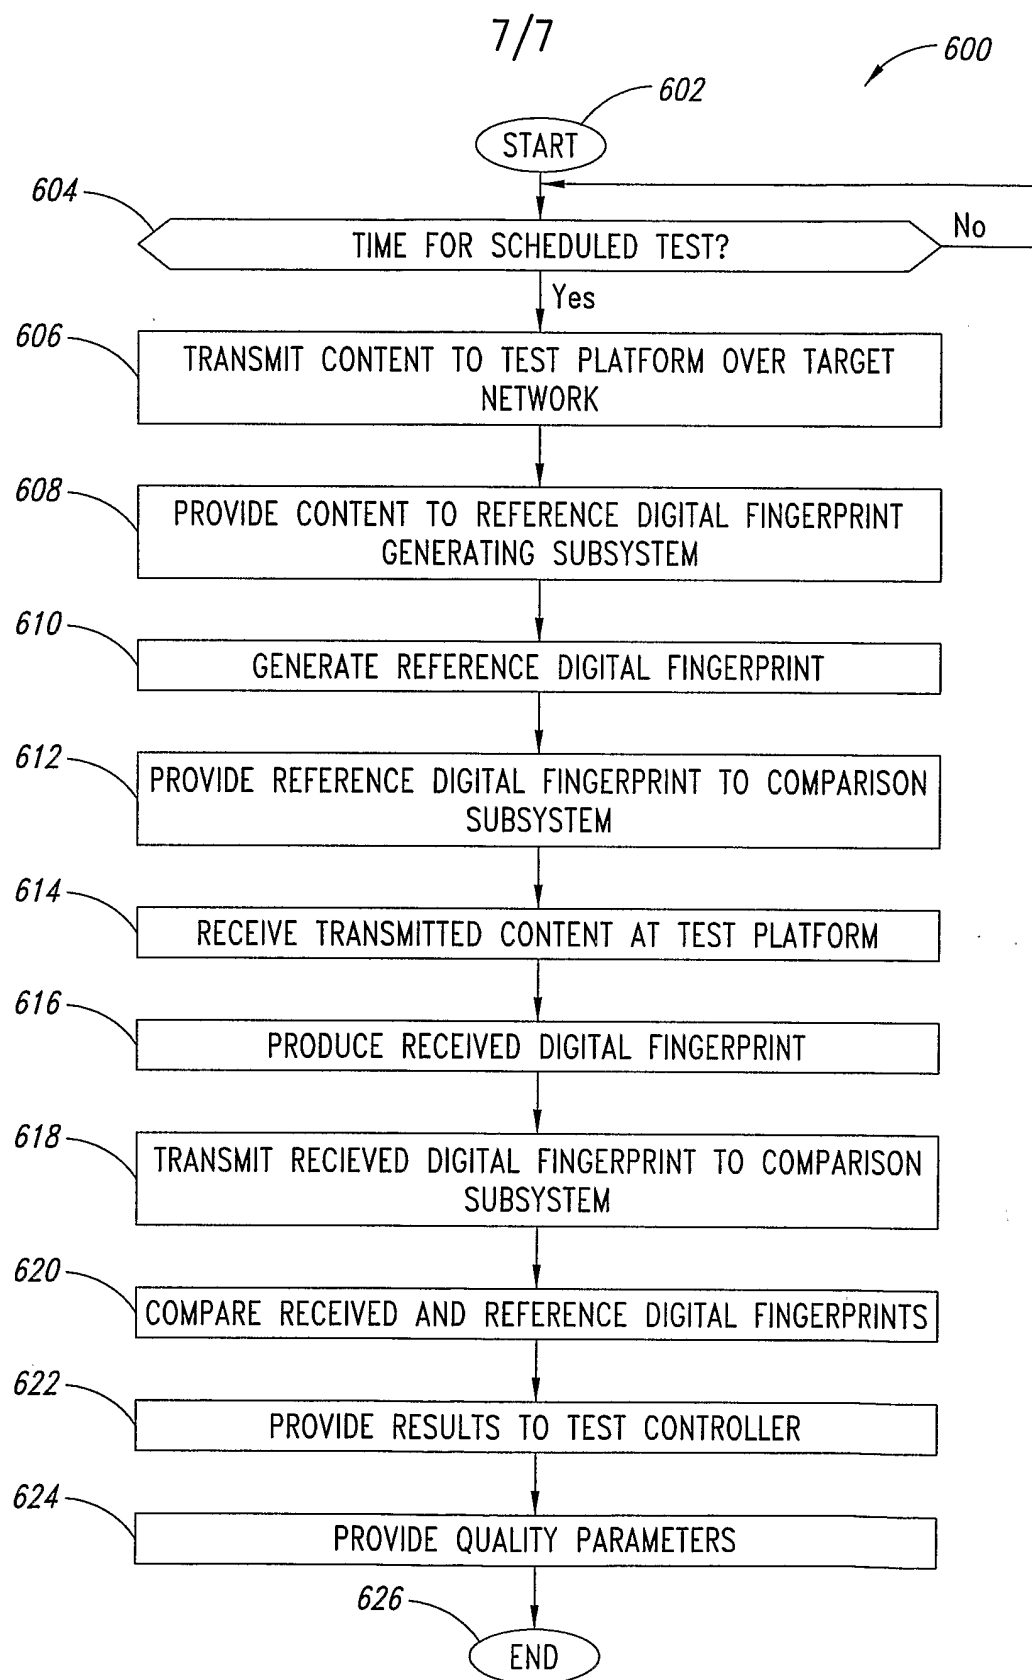 7/7
600
602
START
604
TIME FOR SCHEDULED TEST?
No
Yes
606
TRANSMIT CONTENT TO TEST PLATFORM OVER TARGET
NETWORK
608
PROVIDE CONTENT TO REFERENCE DIGITAL FINGERPRINT
GENERATING SUBSYSTEM
610
GENERATE REFERENCE DIGITAL FINGERPRINT
612
PROVIDE REFERENCE DIGITAL FINGERPRINT TO COMPARISON
SUBSYSTEM
614
RECEIVE TRANSMITTED CONTENT AT TEST PLATFORM
616
PRODUCE RECEIVED DIGITAL FINGERPRINT
618
TRANSMIT RECIEVED DIGITAL FINGERPRINT TO COMPARISON
SUBSYSTEM
620
COMPARE RECEIVED AND REFERENCE DIGITAL FINGERPRINTS
622
PROVIDE RESULTS TO TEST CONTROLLER
624
PROVIDE QUALITY PARAMETERS
626
END